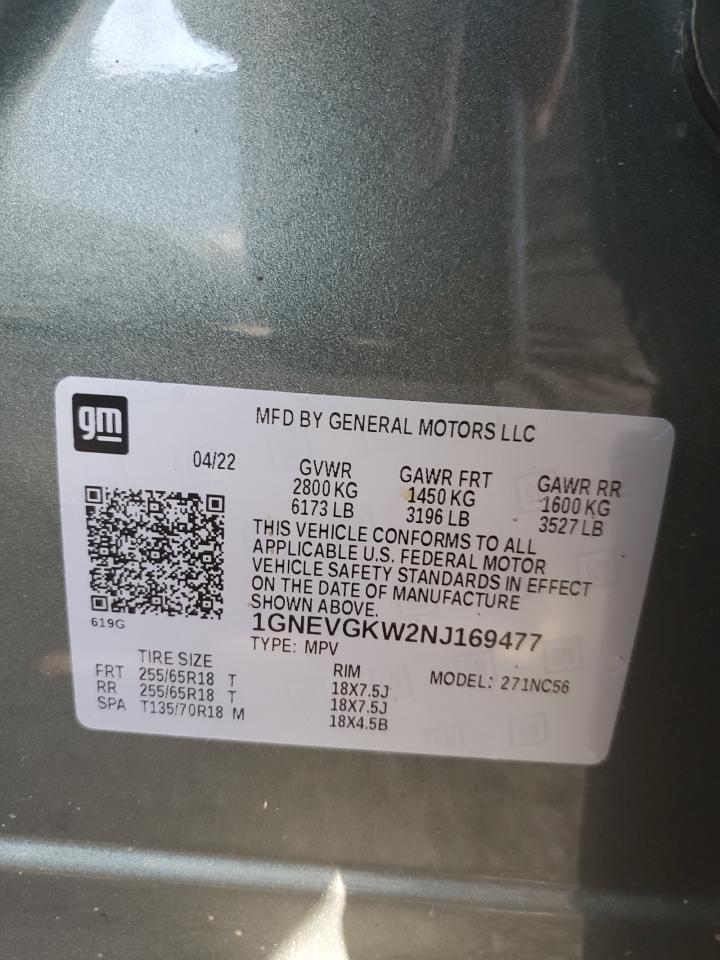 gm
MFD BY GENERAL MOTORS LLC
04/22
GVWR GAWR FRT GAWR RR
2800 KG 1450 KG 1600 KG
6173 LB 3196 LB 3527 LB
THIS VEHICLE CONFORMS TO ALL
APPLICABLE U.S. FEDERAL MOTOR
VEHICLE SAFETY STANDARDS IN EFFECT
ON THE DATE OF MANUFACTURE
SHOWN ABOVE.
619G
1GNEVGKW2NJ169477
TYPE: MPV
TIRE SIZE RIM MODEL: 271NC56
FRT 255/65R18 T 18X7.5J
RR 255/65R18 T 18X7.5J
SPA T135/70R18 M 18X4.5B